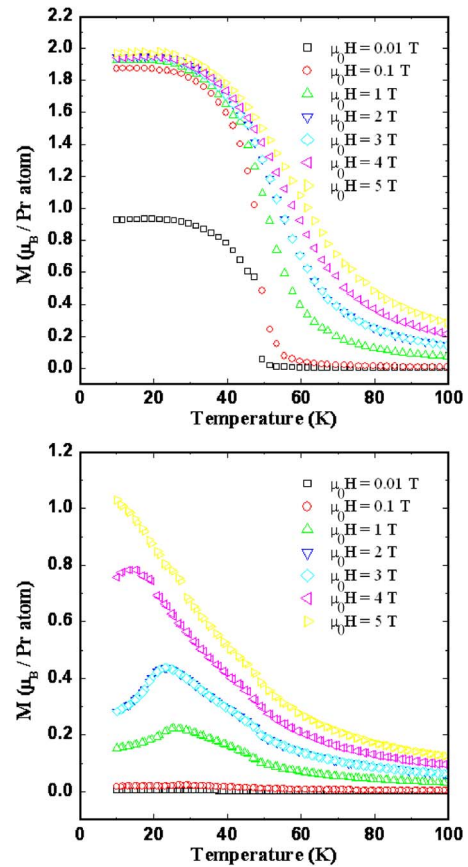 2.2
2.0
1.8
1.6
1.4
1.2
1.0
0.8
0.6
0.4
0.2
0.0
M (μB / Pr atom)
μ0H = 0.01 T
μ0H = 0.1 T
μ0H = 1 T
μ0H = 2 T
μ0H = 3 T
μ0H = 4 T
μ0H = 5 T
0 20 40 60 80 100
Temperature (K)
1.2
1.0
0.8
0.6
0.4
0.2
0.0
M (μB / Pr atom)
μ0H = 0.01 T
μ0H = 0.1 T
μ0H = 1 T
μ0H = 2 T
μ0H = 3 T
μ0H = 4 T
μ0H = 5 T
0 20 40 60 80 100
Temperature (K)